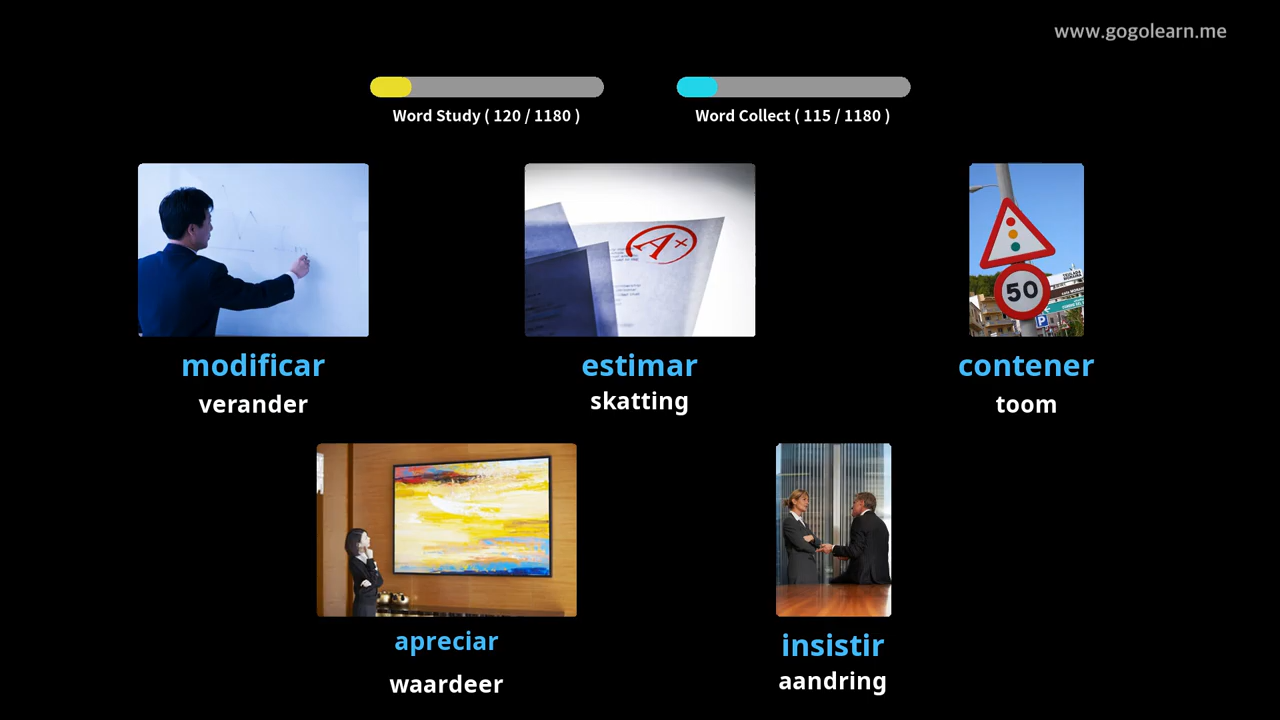 www.gogolearn.me
Word Study ( 120 / 1180 )
Word Collect ( 115 / 1180 )
A+
50
P
modificar
verander
estimar
skatting
contener
toom
apreciar
waardeer
insistir
aandring